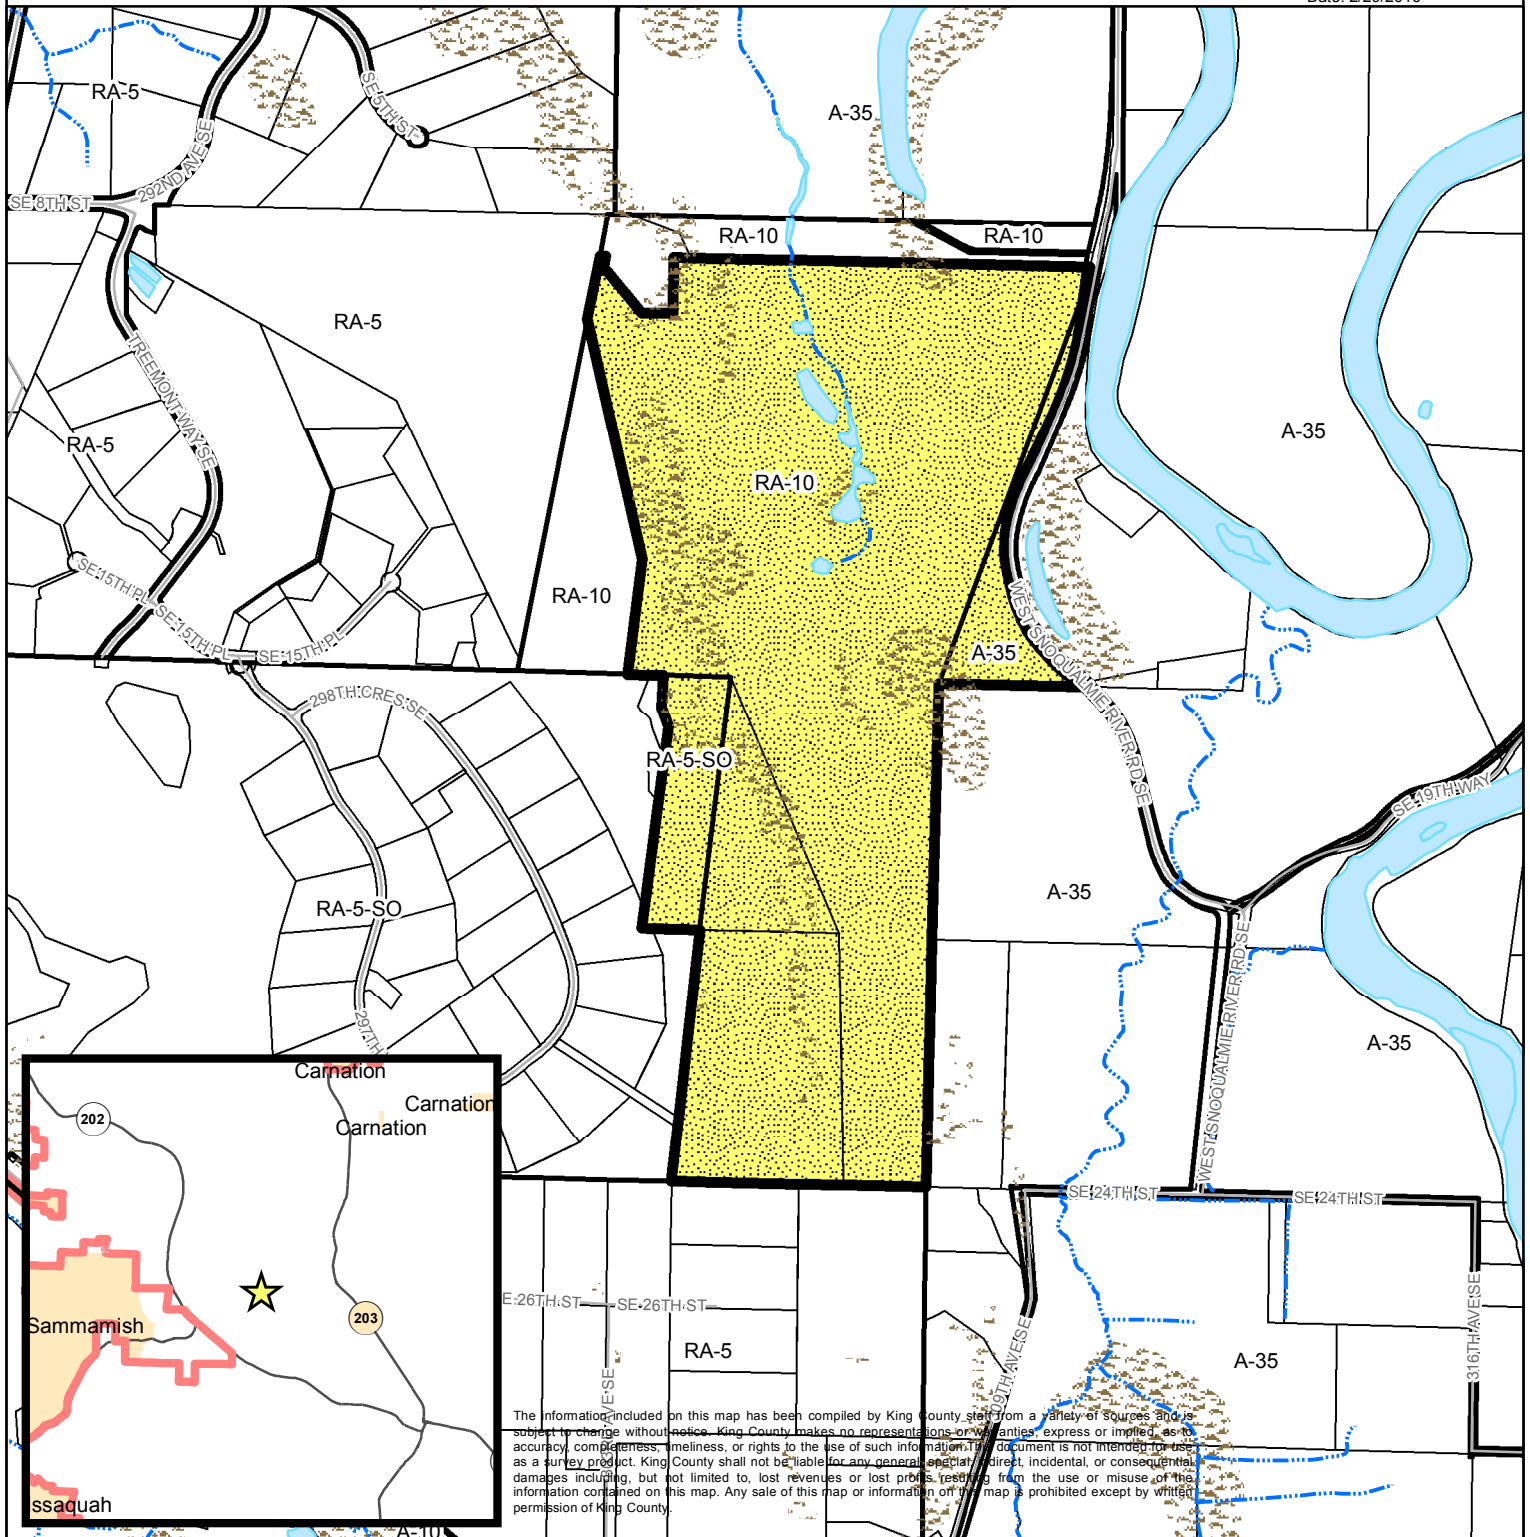 RA-5
SE 5TH ST
A-35
292ND AVE SE
SE 8TH ST
RA-10
RA-10
RA-5
TREEMONT WAY SE
RA-5
A-35
RA-10
SE 15TH PL
SE 15TH PL
SE 15TH PL
RA-10
WEST SNOQUALMIE RIVER RD SE
A-35
298TH CRES SE
RA-5-SO
SE 19TH WAY
RA-5-SO
A-35
297TH
WEST SNOQUALMIE RIVER RD SE
A-35
SE 24TH ST
SE 24TH ST
316TH AVE SE
E 26TH ST
SE 26TH ST
RA-5
A-35
09TH AVE SE
AVE SE
Carnation
Carnation
Carnation
202
203
Sammamish
ssaquah
A-10
The information included on this map has been compiled by King County staff from a variety of sources and is
subject to change without notice. King County makes no representations or warranties, express or implied, as to
accuracy, completeness, timeliness, or rights to the use of such information. This document is not intended for use
as a survey product. King County shall not be liable for any general, special, indirect, incidental, or consequential
damages including, but not limited to, lost revenues or lost profits resulting from the use or misuse of the
information contained on this map. Any sale of this map or information on this map is prohibited except by written
permission of King County.